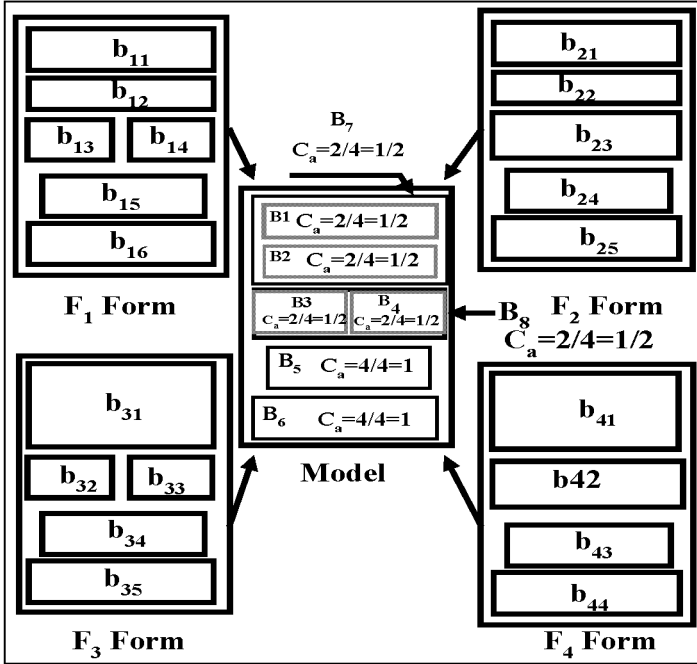 b₁₁
b₁₂
b₁₃ b₁₄
b₁₅
b₁₆
F₁ Form
b₂₁
b₂₂
b₂₃
b₂₄
b₂₅
F₂ Form
B₇
Cₐ=2/4=1/2
B1 Cₐ=2/4=1/2
B2 Cₐ=2/4=1/2
B3
Cₐ=2/4=1/2
B₄
Cₐ=2/4=1/2
B₅ Cₐ=4/4=1
B₆ Cₐ=4/4=1
Model
B₈
Cₐ=2/4=1/2
b₃₁
b₃₂ b₃₃
b₃₄
b₃₅
F₃ Form
b₄₁
b42
b₄₃
b₄₄
F₄ Form